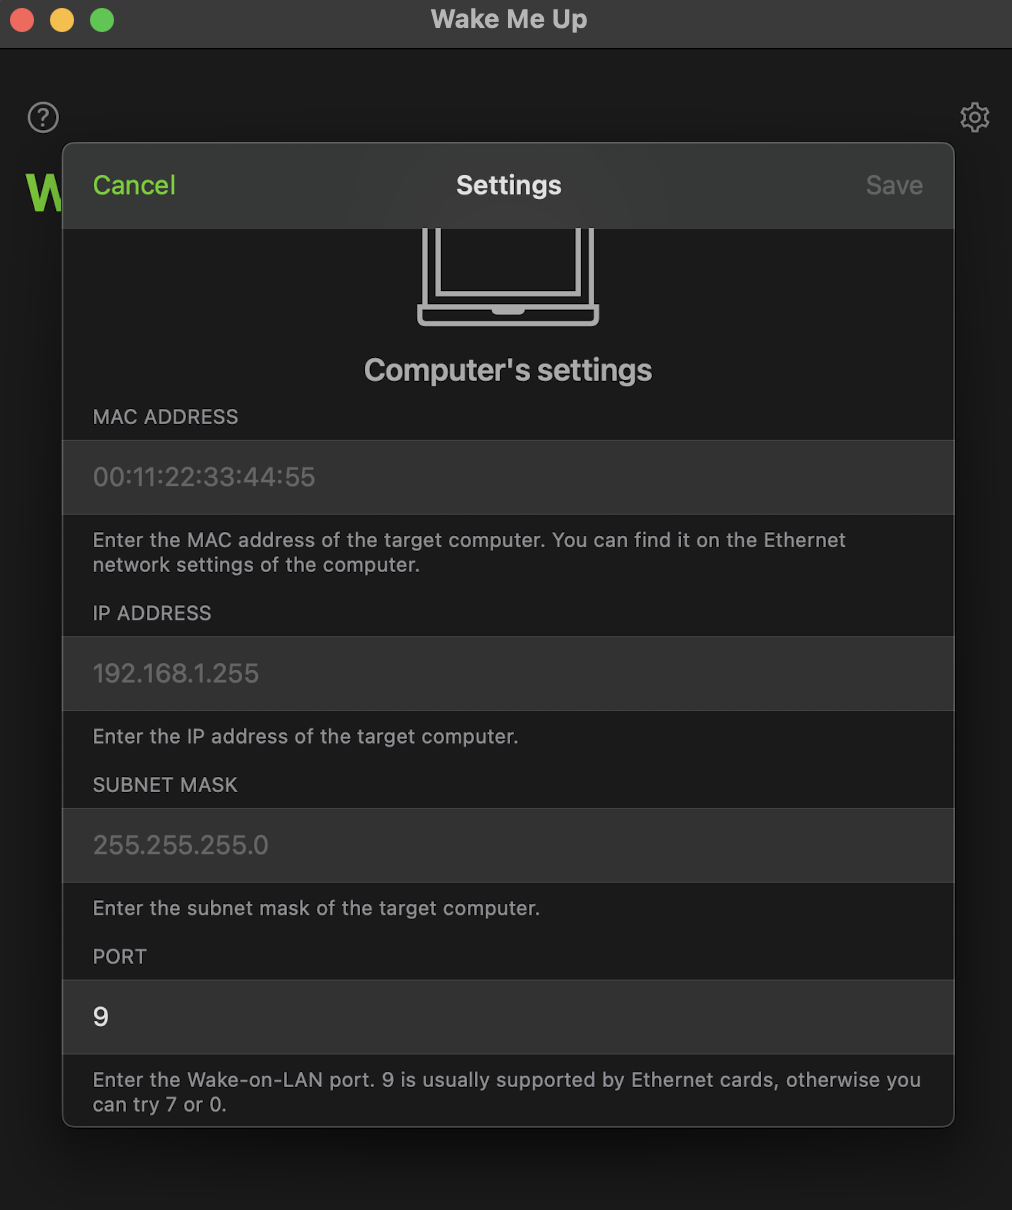 Wake Me Up
Cancel
Settings
Save
W
Computer's settings
MAC ADDRESS
00:11:22:33:44:55
Enter the MAC address of the target computer. You can find it on the Ethernet
network settings of the computer.
IP ADDRESS
192.168.1.255
Enter the IP address of the target computer.
SUBNET MASK
255.255.255.0
Enter the subnet mask of the target computer.
PORT
9
Enter the Wake-on-LAN port. 9 is usually supported by Ethernet cards, otherwise you
can try 7 or 0.